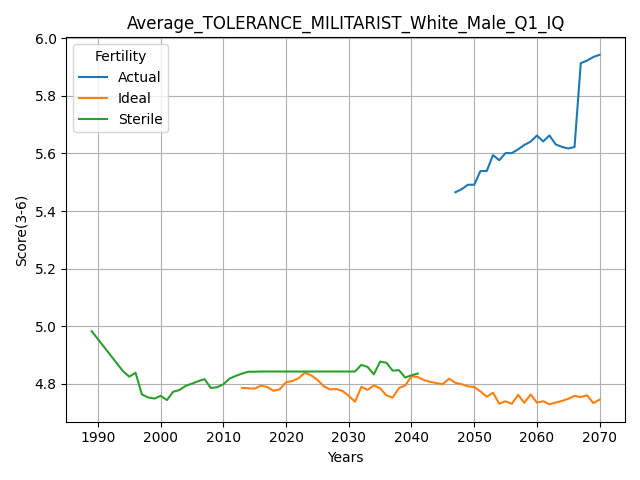 Average_TOLERANCE_MILITARIST_White_Male_Q1_IQ
Fertility
Actual
Ideal
Sterile
Score(3-6)
6.0
5.8
5.6
5.4
5.2
5.0
4.8
1990 2000 2010 2020 2030 2040 2050 2060 2070
Years